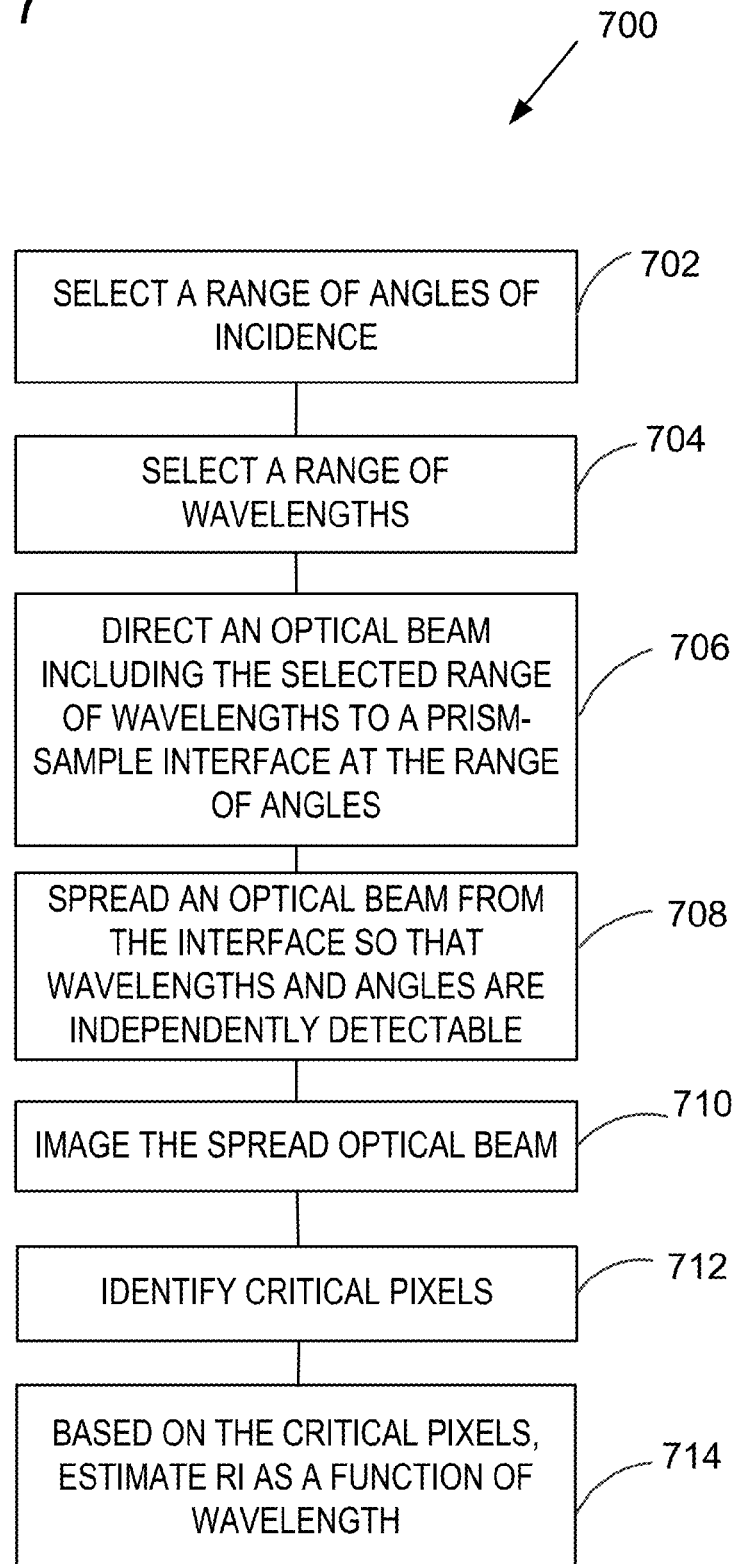 7
700
SELECT A RANGE OF ANGLES OF
INCIDENCE
702
SELECT A RANGE OF
WAVELENGTHS
704
DIRECT AN OPTICAL BEAM
INCLUDING THE SELECTED RANGE
OF WAVELENGTHS TO A PRISM-
SAMPLE INTERFACE AT THE RANGE
OF ANGLES
706
SPREAD AN OPTICAL BEAM FROM
THE INTERFACE SO THAT
WAVELENGTHS AND ANGLES ARE
INDEPENDENTLY DETECTABLE
708
IMAGE THE SPREAD OPTICAL BEAM
710
IDENTIFY CRITICAL PIXELS
712
BASED ON THE CRITICAL PIXELS,
ESTIMATE RI AS A FUNCTION OF
WAVELENGTH
714